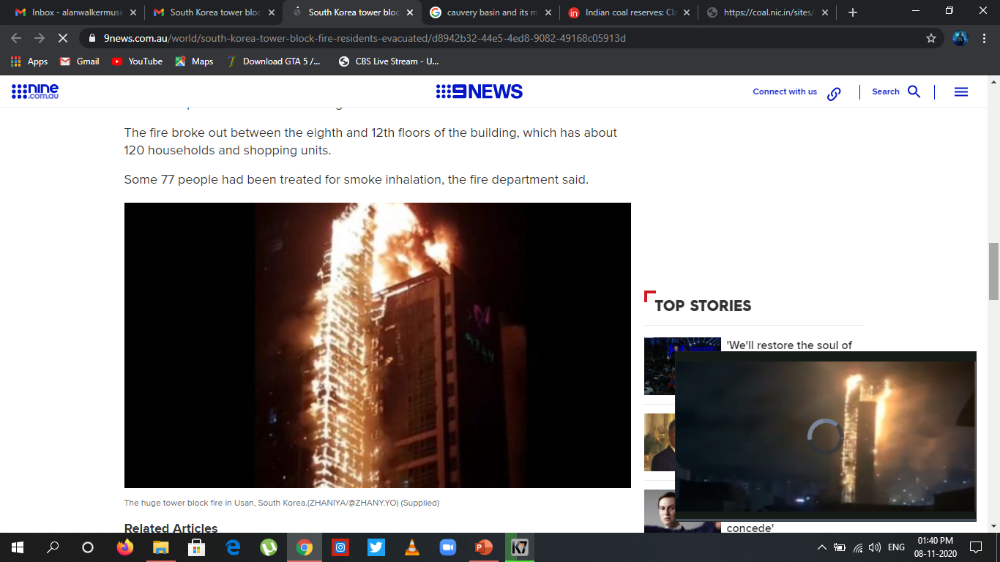 Inbox - alanwalkermusi
South Korea tower bloc
South Korea tower bloc
cauvery basin and its m
Indian coal reserves: Cla
https://coal.nic.in/sites/
9news.com.au/world/south-korea-tower-block-fire-residents-evacuated/d8942b32-44e5-4ed8-9082-49168c05913d
Apps Gmail YouTube Maps Download GTA 5 /... CBS Live Stream - U...
nine
.com.au
9NEWS
Connect with us
Search
The fire broke out between the eighth and 12th floors of the building, which has about
120 households and shopping units.
Some 77 people had been treated for smoke inhalation, the fire department said.
The huge tower block fire in Usan, South Korea.(ZHANIYA/@ZHANY.YO) (Supplied)
Related Articles
TOP STORIES
'We'll restore the soul of
concede'
K7
ENG
01:40 PM
08-11-2020